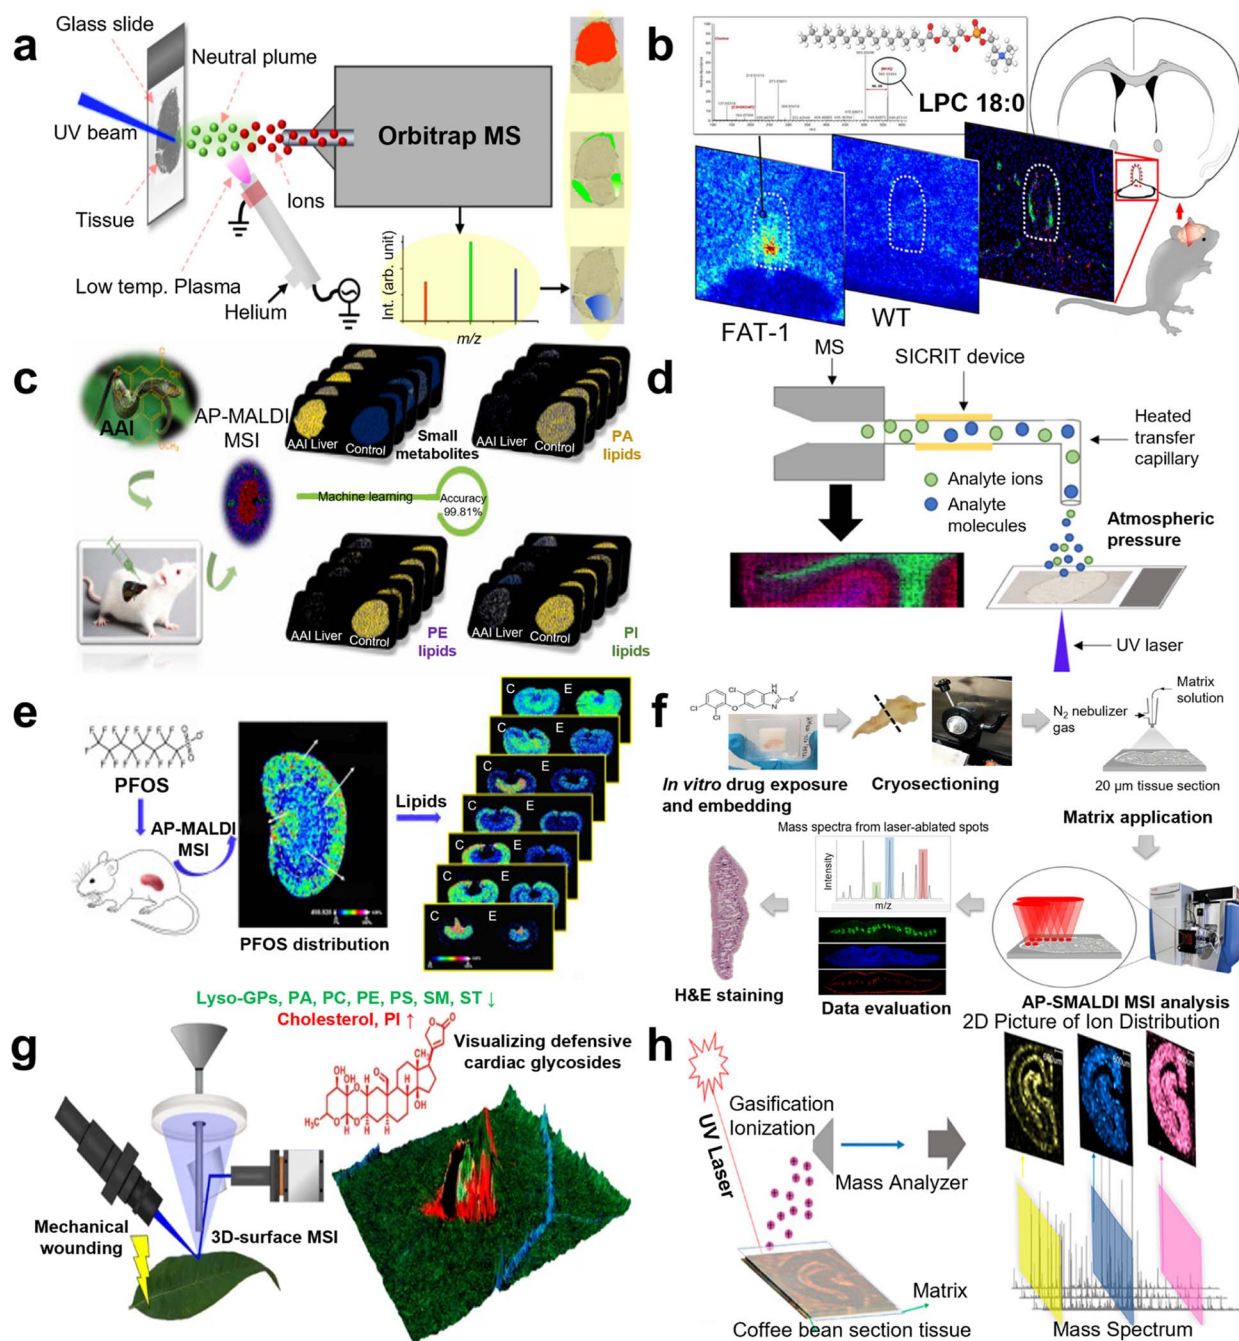 a
Glass slide
Neutral plume
UV beam
Orbitrap MS
Ions
Tissue
Low temp. Plasma
Helium
Int. (arb. unit)
m/z
b
LPC 18:0
FAT-1
WT
c
AAI
AP-MALDI
MSI
AAI Liver
Control
Small
metabolites
AAI Liver
Control
PA
lipids
Machine learning
Accuracy
99.81%
AAI Liver
Control
PE
lipids
AAI Liver
Control
PI
lipids
d
MS
SICRIT device
Heated
transfer
capillary
Analyte ions
Analyte
molecules
Atmospheric
pressure
UV laser
e
PFOS
AP-MALDI
MSI
PFOS distribution
Lipids
C E
C E
C E
C E
C E
C E
C E
Lyso-GPs, PA, PC, PE, PS, SM, ST ↓
Cholesterol, PI ↑
f
In vitro drug exposure
and embedding
Cryosectioning
Matrix
solution
N2 nebulizer
gas
20 µm tissue section
Matrix application
Mass spectra from laser-ablated spots
Intensity
m/z
H&E staining
Data evaluation
AP-SMALDI MSI analysis
g
Visualizing defensive
cardiac glycosides
Mechanical
wounding
3D-surface MSI
h
2D Picture of Ion Distribution
UV Laser
Gasification
Ionization
Mass Analyzer
Matrix
Coffee bean section tissue
Mass Spectrum